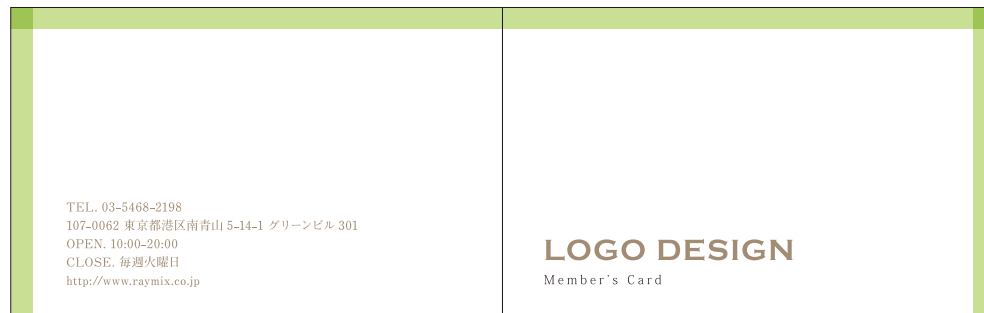 TEL. 03-5468-2198
107-0062 東京都港区南青山 5-14-1 グリーンビル 301
OPEN. 10:00-20:00
CLOSE. 毎週火曜日
http://www.raymix.co.jp
LOGO DESIGN
Member's Card